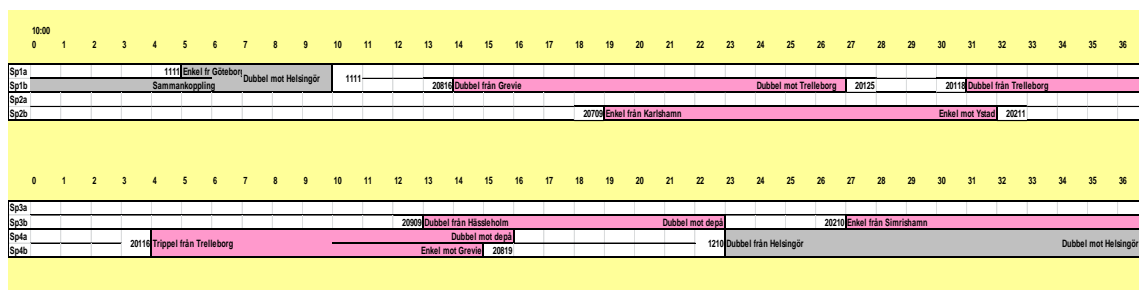 10:00
0 1 2 3 4 5 6 7 8 9 10 11 12 13 14 15 16 17 18 19 20 21 22 23 24 25 26 27 28 29 30 31 32 33 34 35 36
Sp1a 1111 Enkel fr Göteborg
Dubbel mot Helsingör 1111
Sp1b Sammankoppling 20816 Dubbel från Grevie Dubbel mot Trelleborg 20125 20118 Dubbel från Trelleborg
Sp2a
Sp2b 20709 Enkel från Karlshamn Enkel mot Ystad 20211
0 1 2 3 4 5 6 7 8 9 10 11 12 13 14 15 16 17 18 19 20 21 22 23 24 25 26 27 28 29 30 31 32 33 34 35 36
Sp3a
Sp3b 20909 Dubbel från Hässleholm Dubbel mot depå 20210 Enkel från Simrishamn
Sp4a Dubbel mot depå
20116 Trippel från Trelleborg 1210 Dubbel från Helsingör Dubbel mot Helsingör
Sp4b Enkel mot Grevie 20819